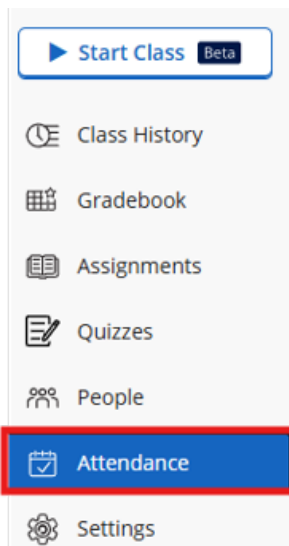 Start Class Beta
Class History
Gradebook
Assignments
Quizzes
People
Attendance
Settings